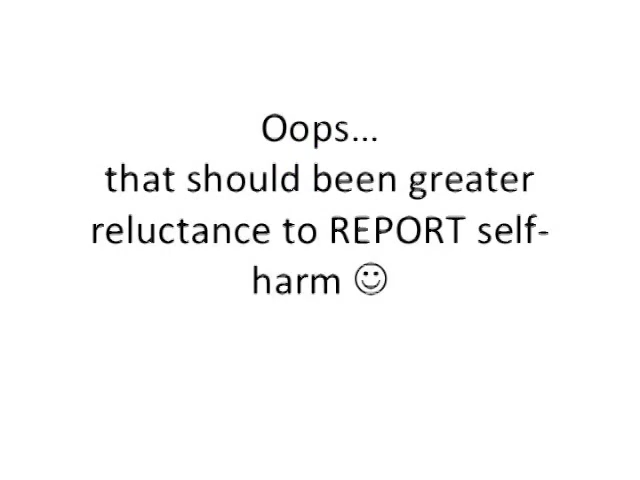 Oops...
that should been greater
reluctance to REPORT self-
harm ☺